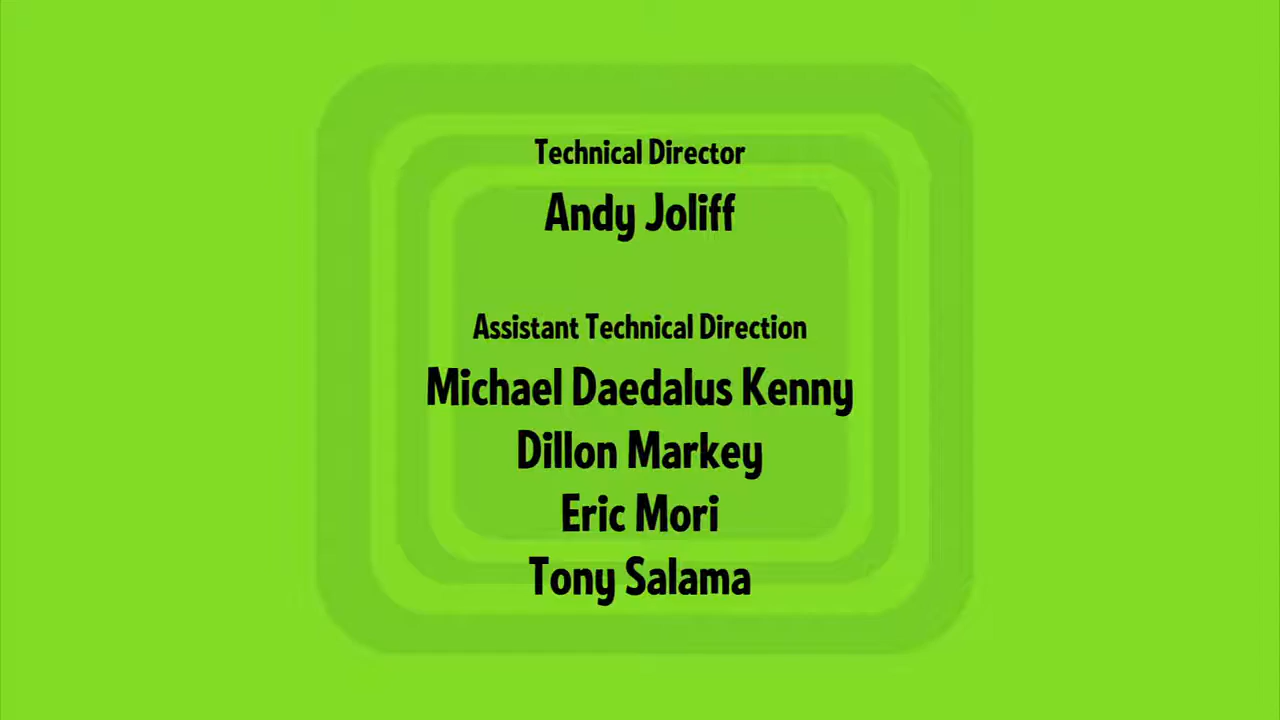 Technical Director
Andy Joliff
Assistant Technical Direction
Michael Daedalus Kenny
Dillon Markey
Eric Mori
Tony Salama